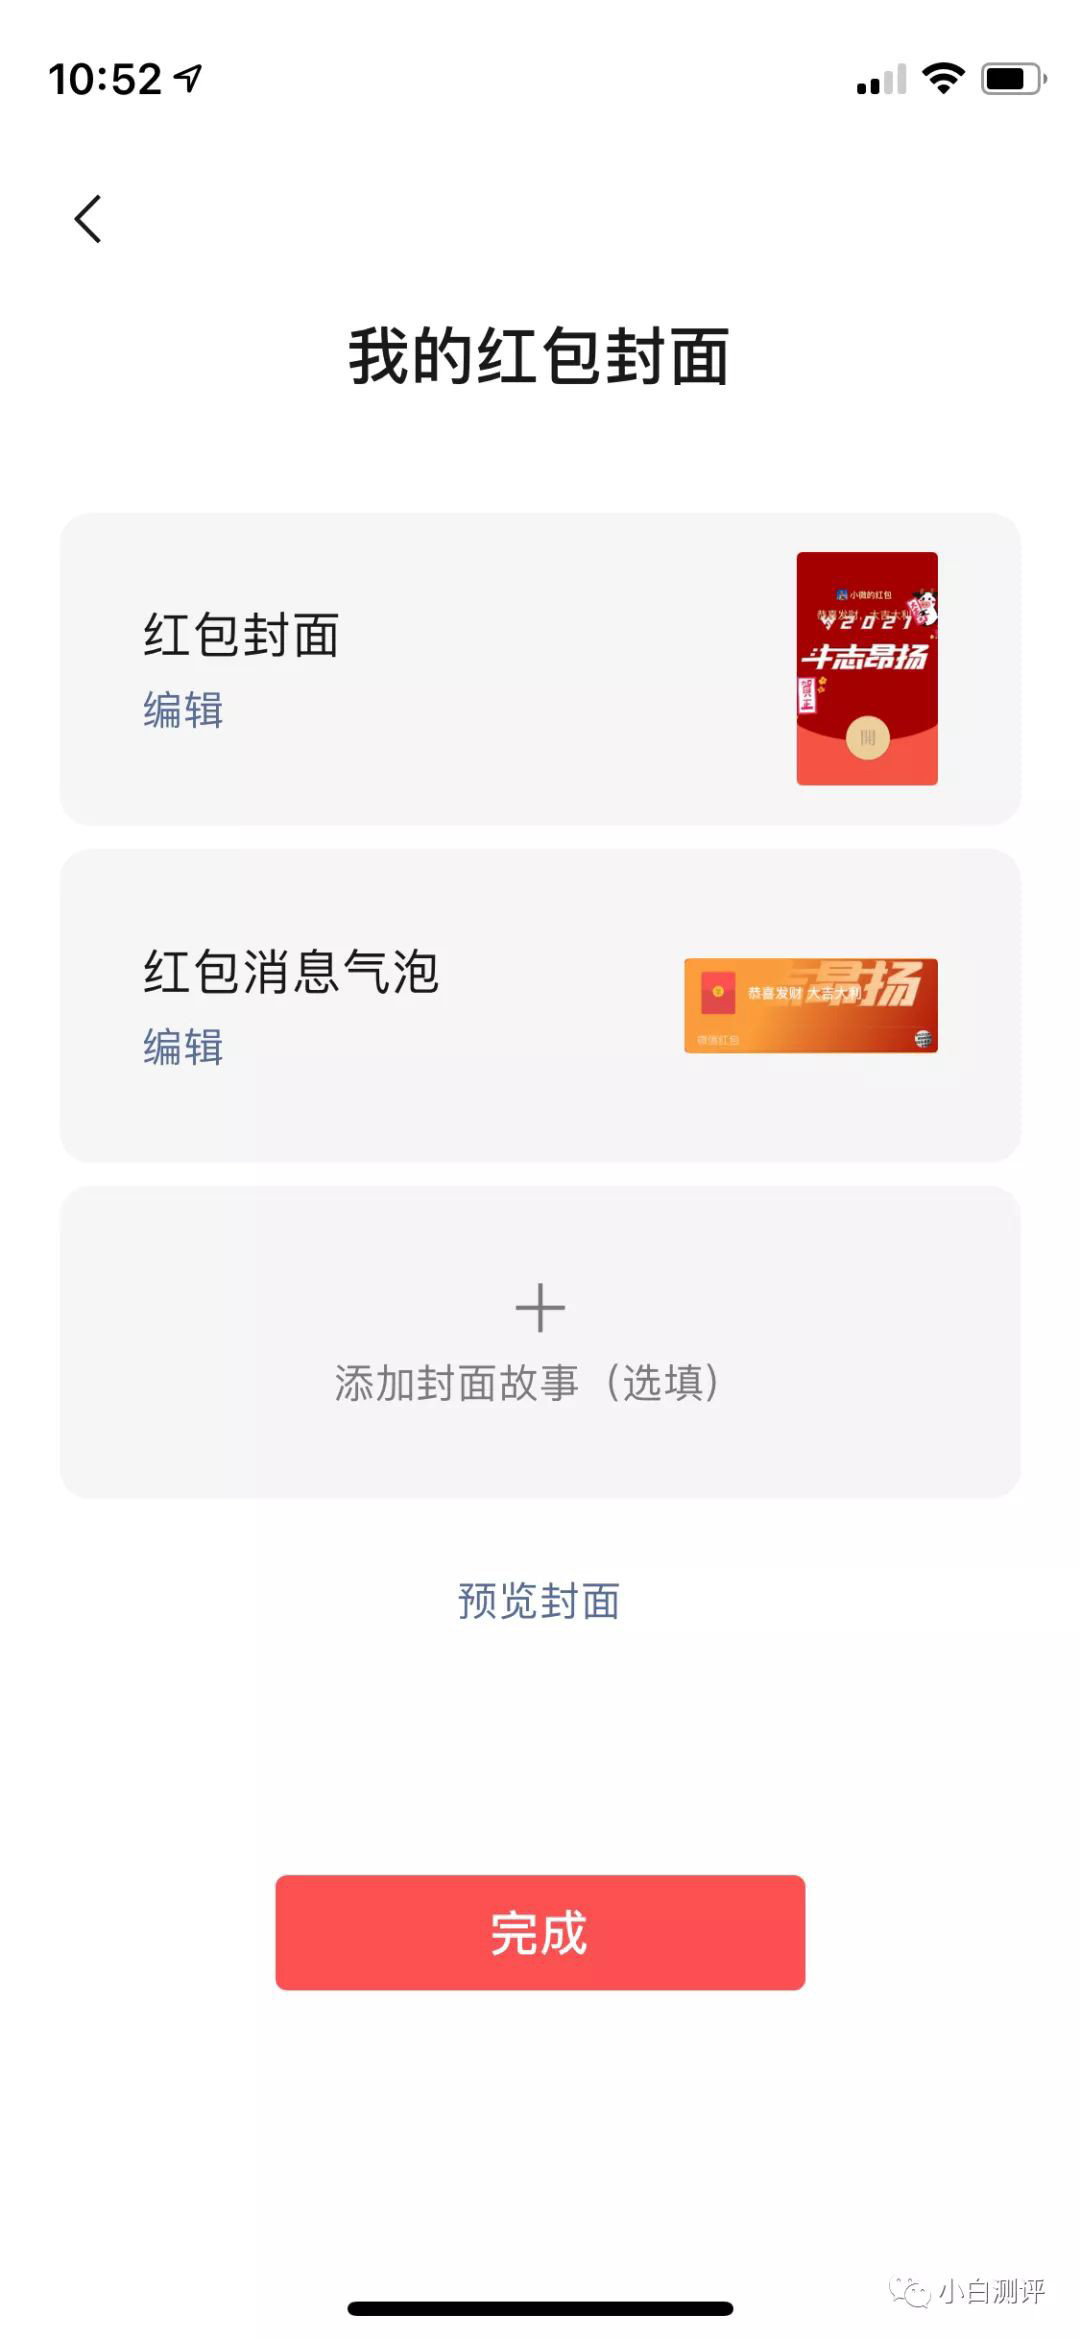 10:52
我的红包封面
红包封面
编辑
小微的红包
恭喜发财，大吉大利
2021
牛志昂扬
贺正
開
红包消息气泡
编辑
昂扬
恭喜发财 大吉大利
微信红包
添加封面故事（选填）
预览封面
完成
小白测评